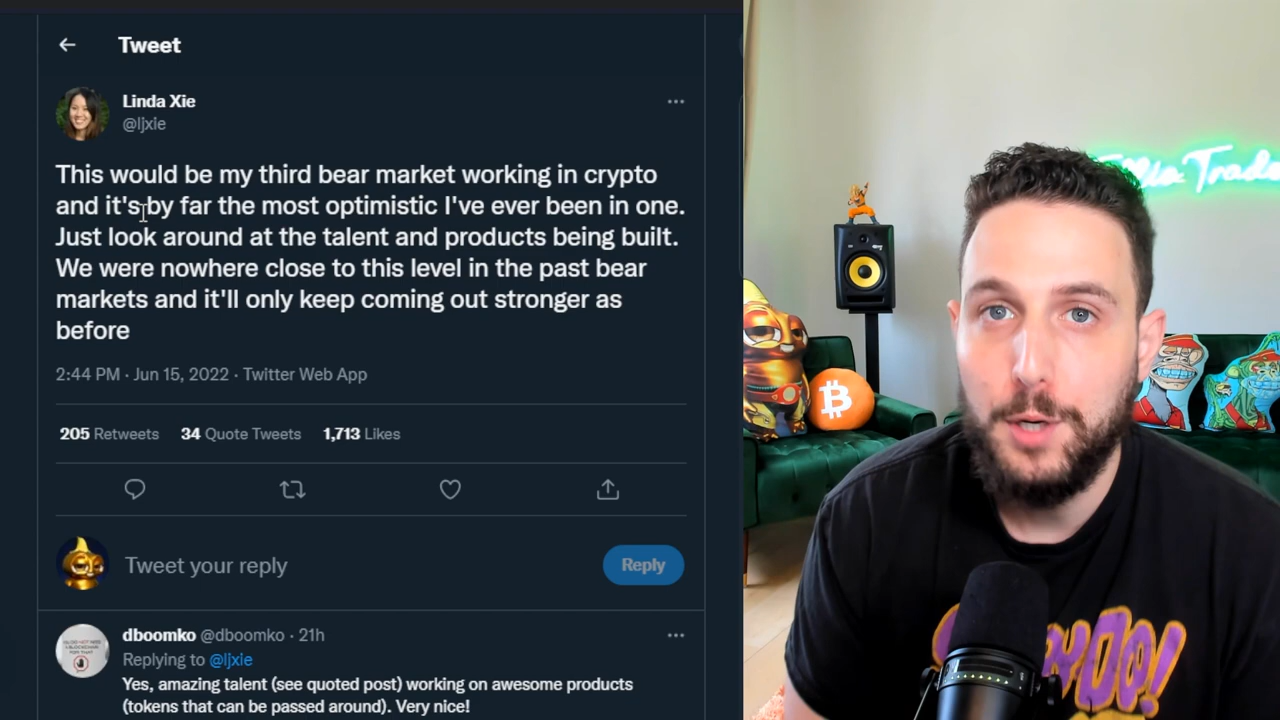 Tweet
Linda Xie
@ljxie
This would be my third bear market working in crypto
and it's by far the most optimistic I've ever been in one.
Just look around at the talent and products being built.
We were nowhere close to this level in the past bear
markets and it'll only keep coming out stronger as
before
2:44 PM · Jun 15, 2022 · Twitter Web App
205 Retweets 34 Quote Tweets 1,713 Likes
Tweet your reply
Reply
dboomko @dboomko · 21h
Replying to @ljxie
Yes, amazing talent (see quoted post) working on awesome products
(tokens that can be passed around). Very nice!